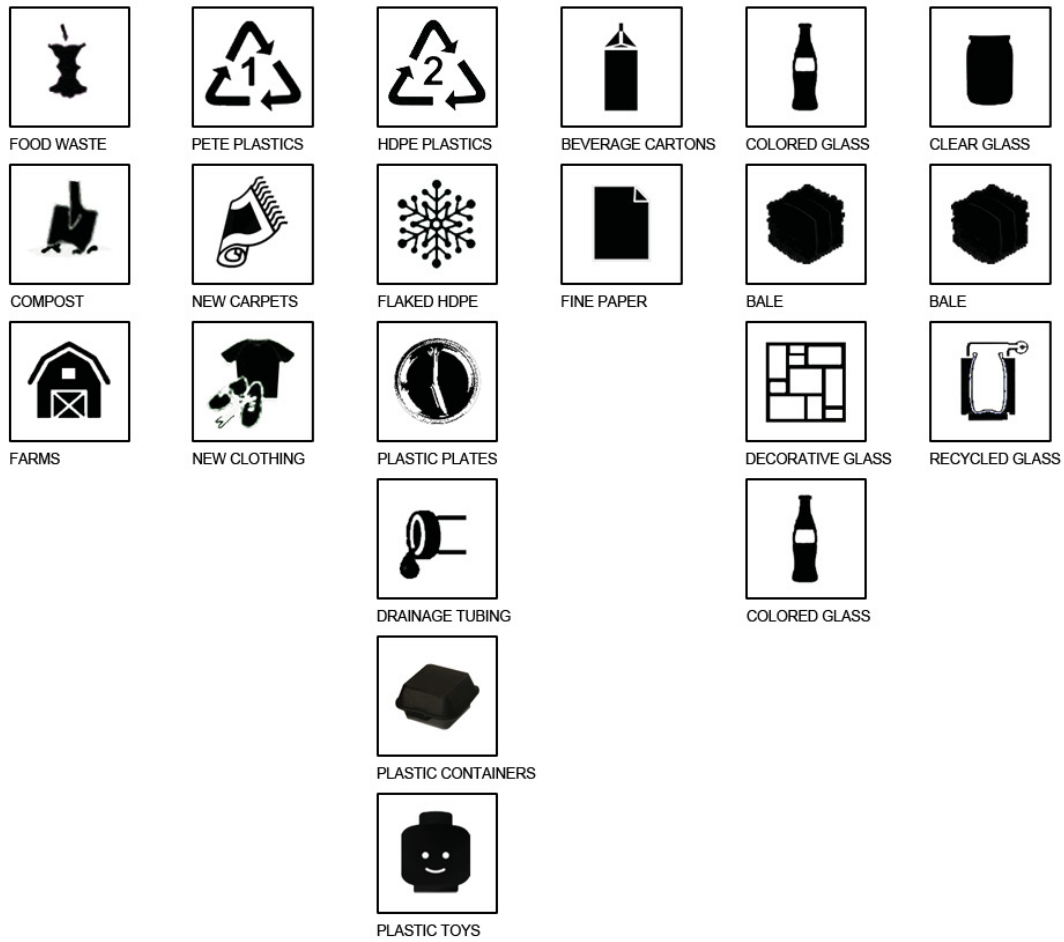 1
2
FOOD WASTE
PETE PLASTICS
HDPE PLASTICS
BEVERAGE CARTONS
COLORED GLASS
CLEAR GLASS
COMPOST
NEW CARPETS
FLAKED HDPE
FINE PAPER
BALE
BALE
FARMS
NEW CLOTHING
PLASTIC PLATES
DECORATIVE GLASS
RECYCLED GLASS
DRAINAGE TUBING
COLORED GLASS
PLASTIC CONTAINERS
PLASTIC TOYS